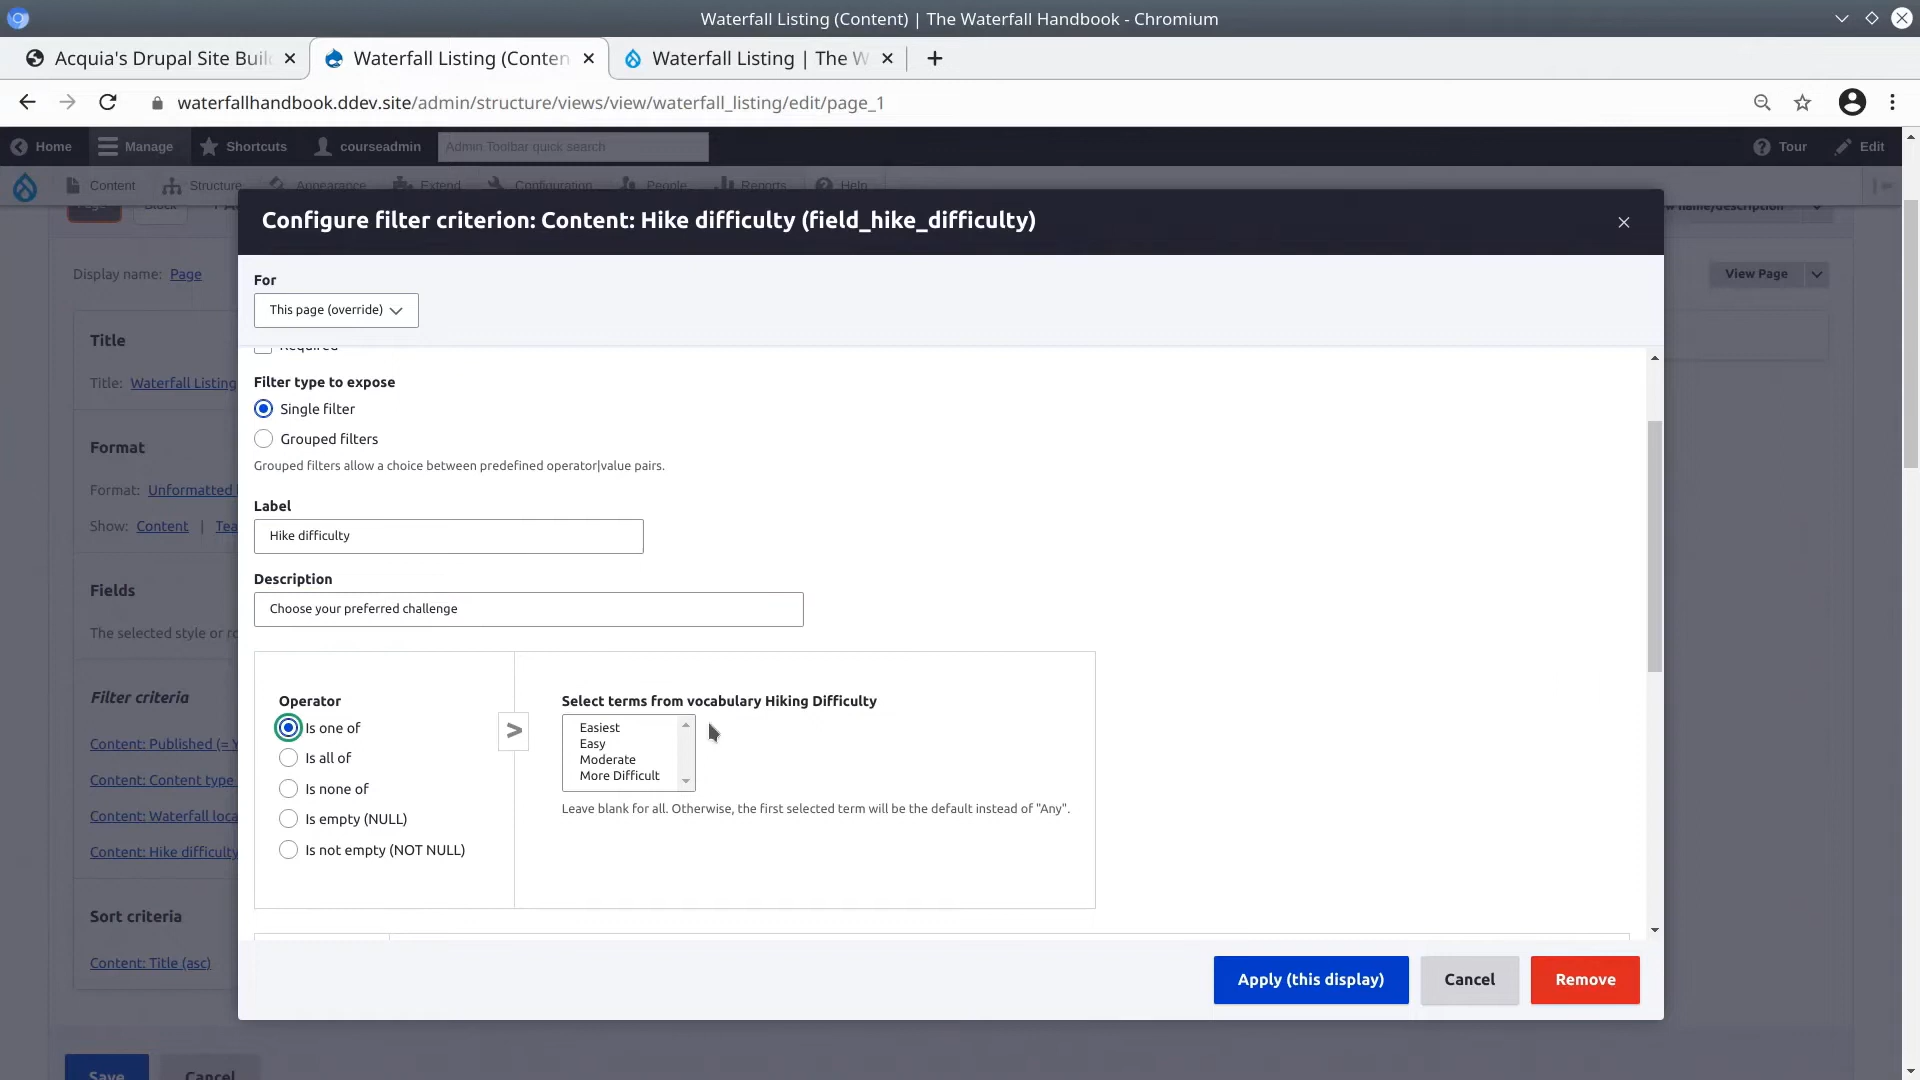 Waterfall Listing (Content) | The Waterfall Handbook - Chromium
Acquia's Drupal Site Buil
Waterfall Listing (Conten
Waterfall Listing | The W
waterfallhandbook.ddev.site/admin/structure/views/view/waterfall_listing/edit/page_1
Home Manage Shortcuts courseadmin Admin Toolbar quick search Tour Edit
Content Structure Appearance Extend Configuration People Reports Help
Configure filter criterion: Content: Hike difficulty (field_hike_difficulty)
For
This page (override)
Display name: Page
View Page
Required
Title
Title: Waterfall Listing
Filter type to expose
Single filter
Grouped filters
Grouped filters allow a choice between predefined operator|value pairs.
Format
Format: Unformatted
Show: Content | Tea
Label
Hike difficulty
Description
Choose your preferred challenge
Fields
The selected style or ro
Filter criteria
Content: Published (= Y
Content: Content type
Content: Waterfall loca
Content: Hike difficulty
Operator
Is one of
Is all of
Is none of
Is empty (NULL)
Is not empty (NOT NULL)
>
Select terms from vocabulary Hiking Difficulty
Easiest
Easy
Moderate
More Difficult
Leave blank for all. Otherwise, the first selected term will be the default instead of "Any".
Sort criteria
Content: Title (asc)
Apply (this display) Cancel Remove
Save Cancel